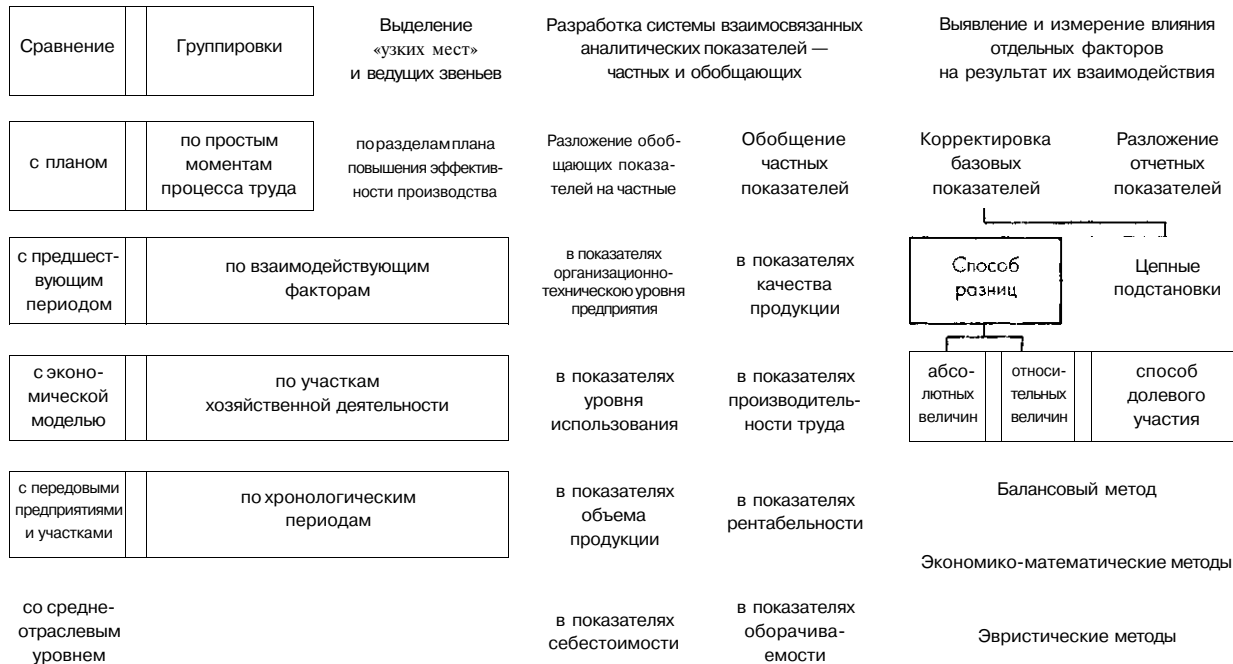 Сравнение
Группировки
Выделение
«узких мест»
и ведущих звеньев
Разработка системы взаимосвязанных
аналитических показателей —
частных и обобщающих
Выявление и измерение влияния
отдельных факторов
на результат их взаимодействия
с планом
по простым
моментам
процесса труда
поразделамплана
повышения эффектив-
ности производства
Разложение обоб-
щающих показа-
телей на частные
Обобщение
частных
показателей
Корректировка
базовых
показателей
Разложение
отчетных
показателей
с предшест-
вующим
периодом
по взаимодействующим
факторам
в показателях
организационно-
техническою уровня
предприятия
в показателях
качества
продукции
Способ
разниц
Цепные
подстановки
с эконо-
мической
моделью
по участкам
хозяйственной деятельности
в показателях
уровня
использования
в показателях
производитель-
ности труда
абсо-
лютных
величин
относи-
тельных
величин
способ
долевого
участия
с передовыми
предприятиями
и участками
по хронологическим
периодам
в показателях
объема
продукции
в показателях
рентабельности
Балансовый метод
Экономико-математические методы
со средне-
отраслевым
уровнем
в показателях
себестоимости
в показателях
оборачива-
емости
Эвристические методы